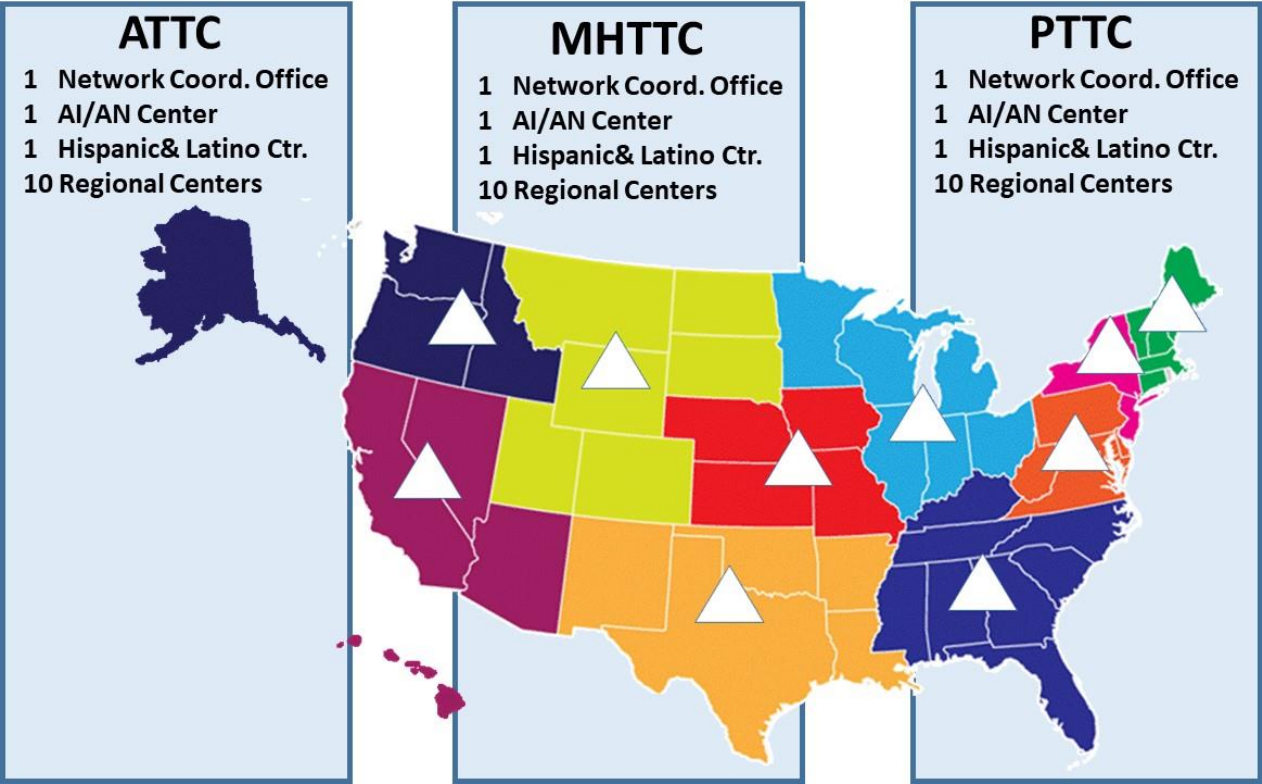 ATTC
1 Network Coord. Office
1 AI/AN Center
1 Hispanic& Latino Ctr.
10 Regional Centers
MHTTC
1 Network Coord. Office
1 AI/AN Center
1 Hispanic& Latino Ctr.
10 Regional Centers
PTTC
1 Network Coord. Office
1 AI/AN Center
1 Hispanic& Latino Ctr.
10 Regional Centers